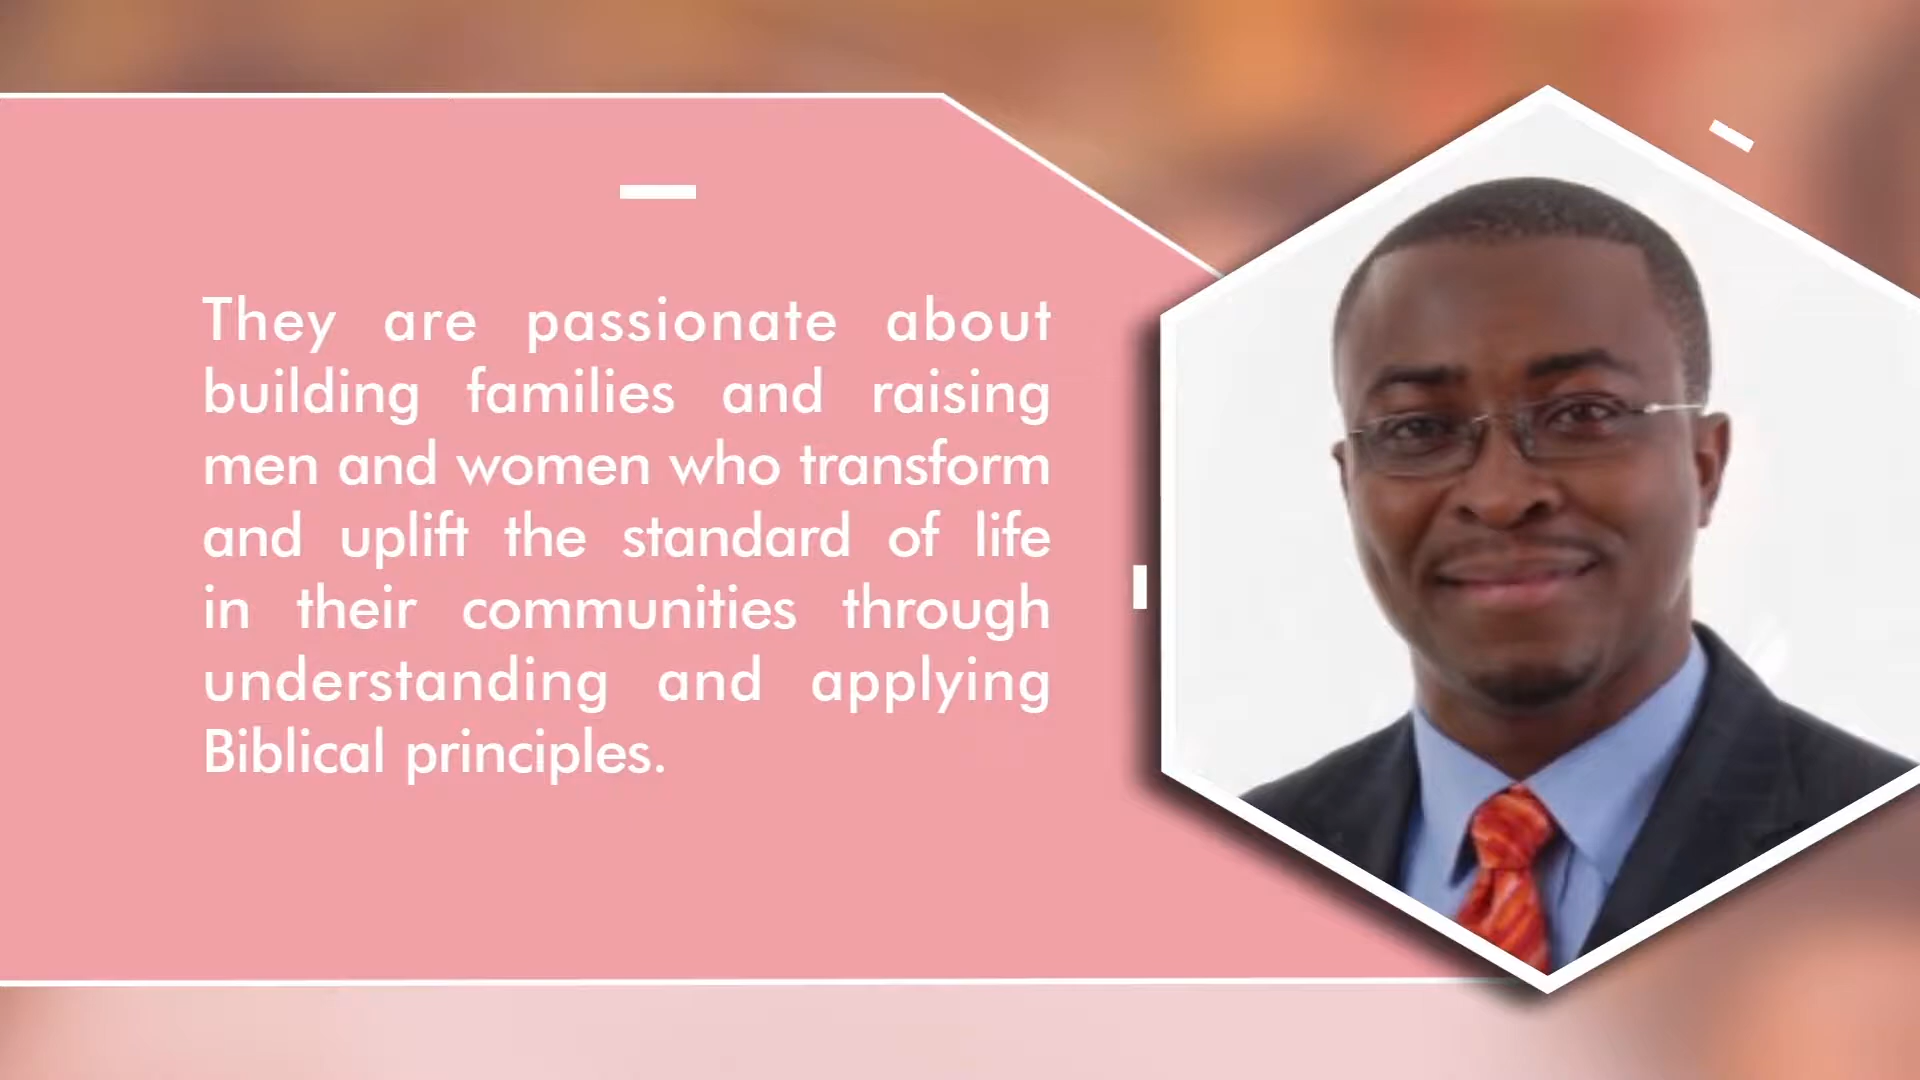 They are passionate about
building families and raising
men and women who transform
and uplift the standard of life
in their communities through
understanding and applying
Biblical principles.